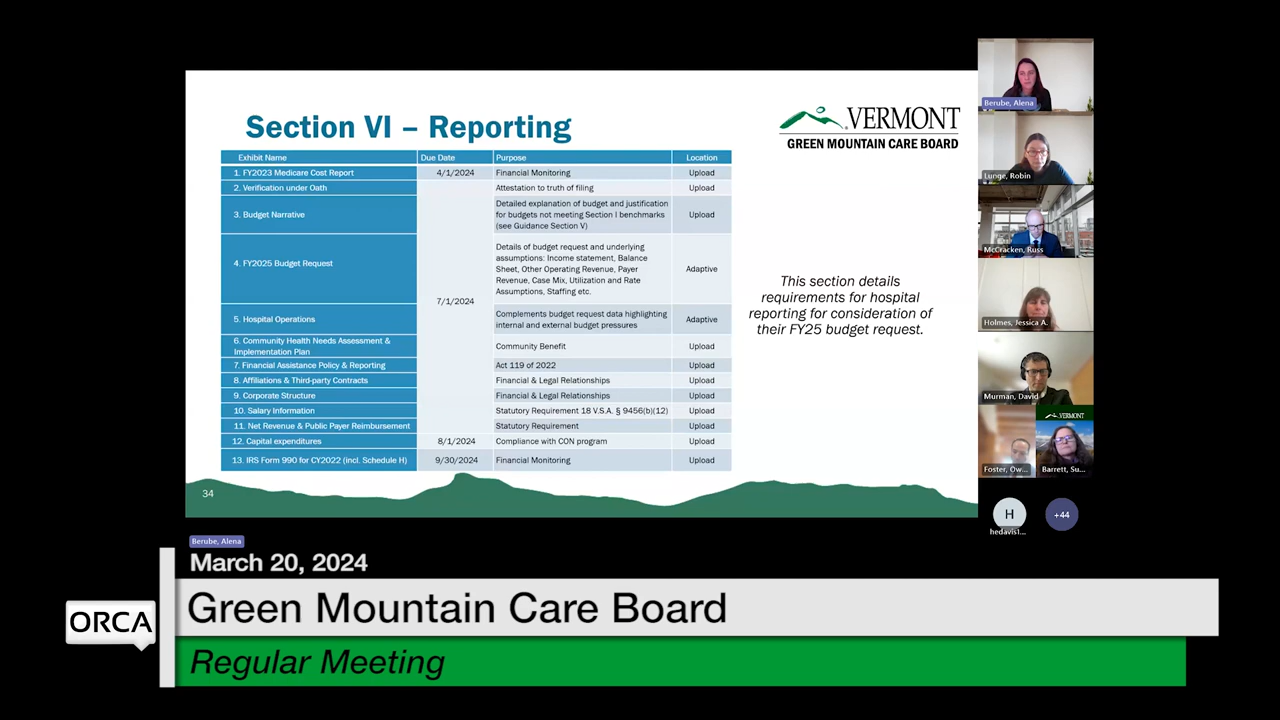 Section VI – Reporting
VERMONT
GREEN MOUNTAIN CARE BOARD
Exhibit Name Due Date Purpose Location
1. FY2023 Medicare Cost Report 4/1/2024 Financial Monitoring Upload
2. Verification under Oath Attestation to truth of filing Upload
3. Budget Narrative Detailed explanation of budget and justification for budgets not meeting Section I benchmarks (see Guidance Section V) Upload
4. FY2025 Budget Request Details of budget request and underlying assumptions: Income statement, Balance Sheet, Other Operating Revenue, Payer Revenue, Case Mix, Utilization and Rate Assumptions, Staffing etc. Adaptive
7/1/2024
5. Hospital Operations Complements budget request data highlighting internal and external budget pressures Adaptive
6. Community Health Needs Assessment & Implementation Plan Community Benefit Upload
7. Financial Assistance Policy & Reporting Act 119 of 2022 Upload
8. Affiliations & Third-party Contracts Financial & Legal Relationships Upload
9. Corporate Structure Financial & Legal Relationships Upload
10. Salary Information Statutory Requirement 18 V.S.A. § 9456(b)(12) Upload
11. Net Revenue & Public Payer Reimbursement Statutory Requirement Upload
12. Capital expenditures 8/1/2024 Compliance with CON program Upload
13. IRS Form 990 for CY2022 (incl. Schedule H) 9/30/2024 Financial Monitoring Upload
This section details
requirements for hospital
reporting for consideration of
their FY25 budget request.
34
Berube, Alena
Lunge, Robin
McCracken, Russ
Holmes, Jessica A.
Murman, David
VERMONT
Foster, Ow...
Barrett, Su...
H
+44
hedavis1...
Berube, Alena
March 20, 2024
ORCA
Green Mountain Care Board
Regular Meeting